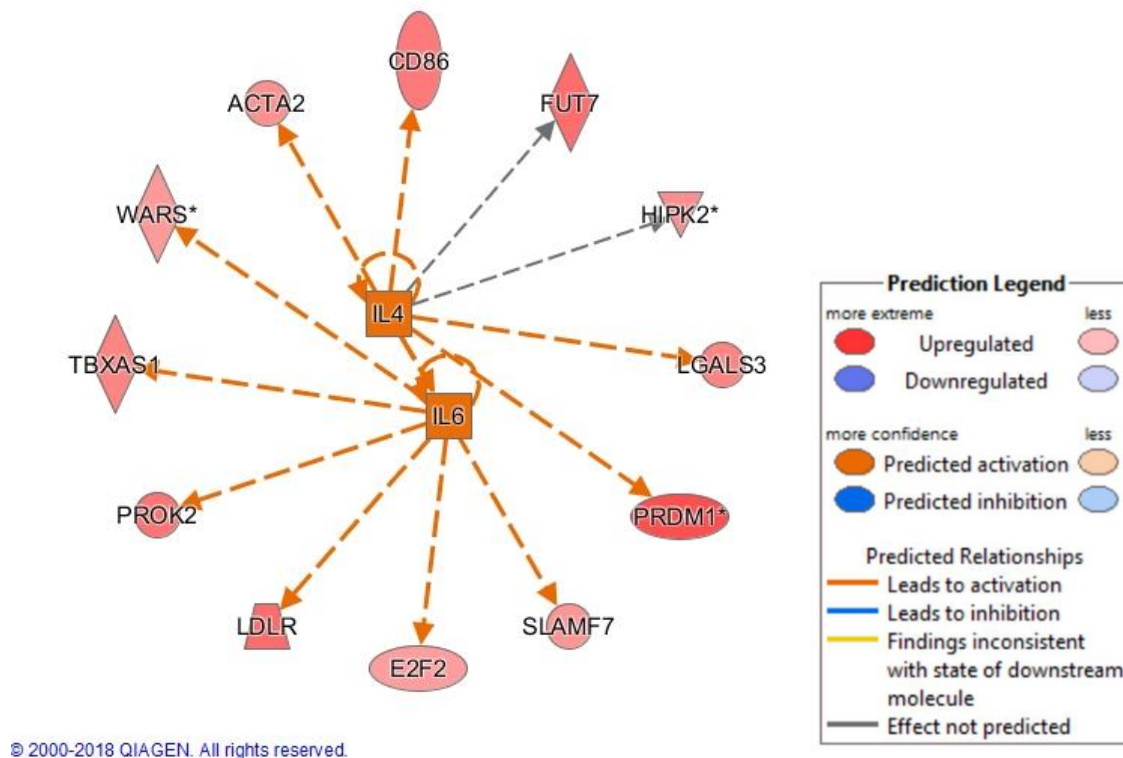 CD86
ACTA2
FUT7
WARS*
HIPK2*
IL4
TBXAS1
LGALS3
IL6
PROK2
PRDM1*
LDLR
SLAMF7
E2F2
Prediction Legend
more extreme less
Upregulated
Downregulated
more confidence less
Predicted activation
Predicted inhibition
Predicted Relationships
Leads to activation
Leads to inhibition
Findings inconsistent
with state of downstream
molecule
Effect not predicted
© 2000-2018 QIAGEN. All rights reserved.